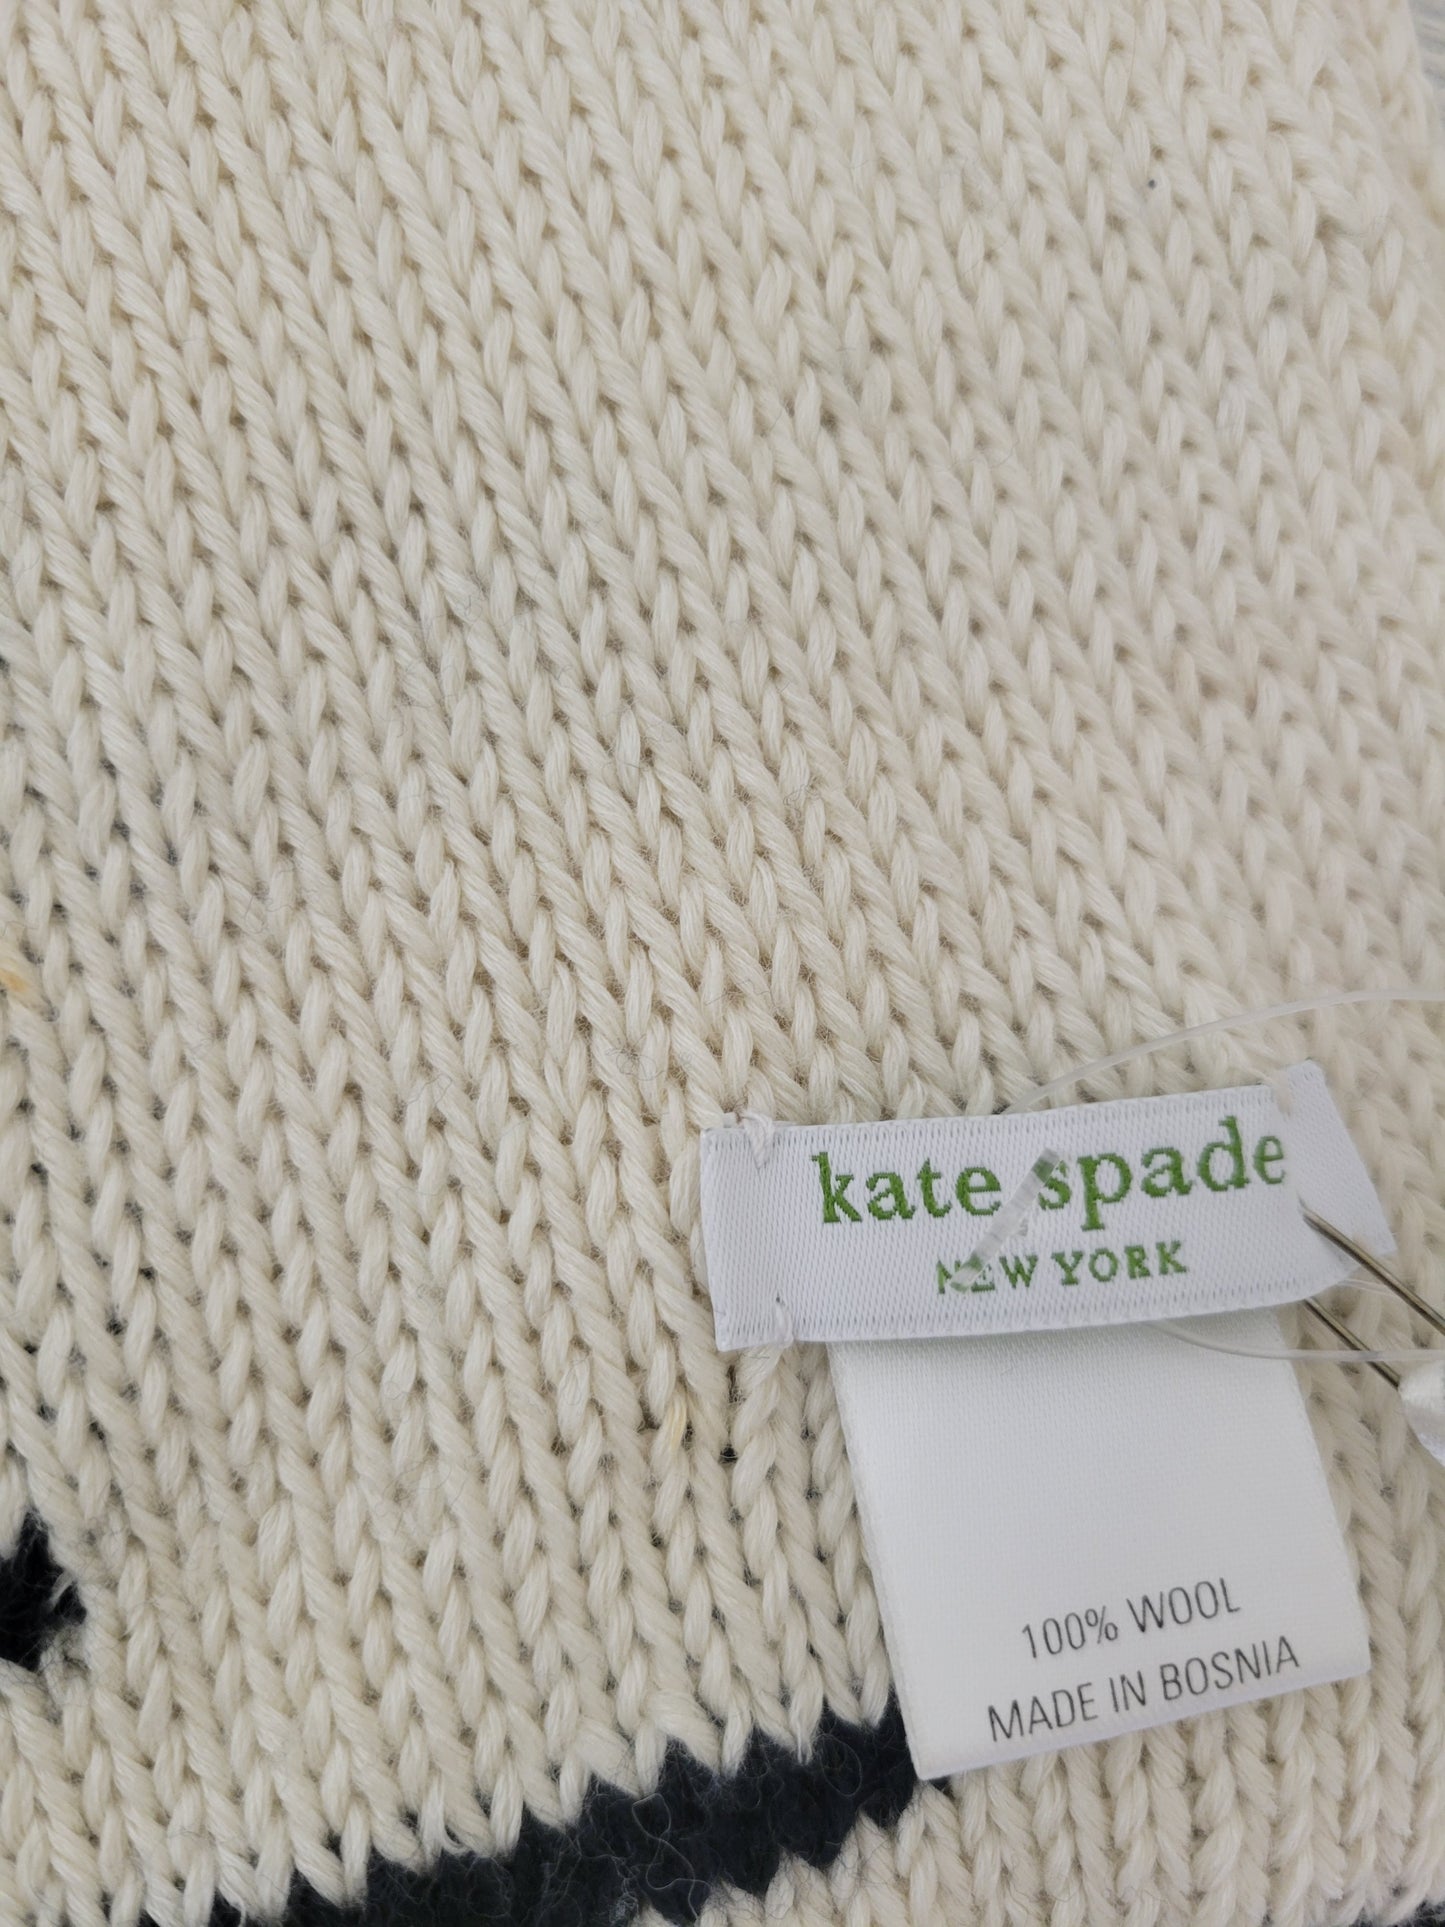 kate spade
NEW YORK
100% WOOL
MADE IN BOSNIA